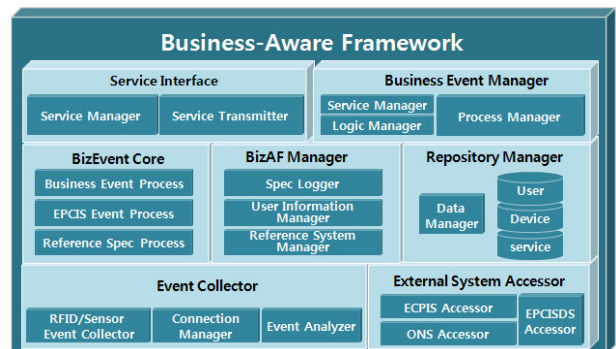 Business-Aware Framework
Service Interface
Service Manager
Service Transmitter
Business Event Manager
Service Manager
Logic Manager
Process Manager
BizEvent Core
Business Event Process
EPCIS Event Process
Reference Spec Process
BizAF Manager
Spec Logger
User Information
Manager
Reference System
Manager
Repository Manager
Data
Manager
User
Device
service
Event Collector
RFID/Sensor
Event Collector
Connection
Manager
Event Analyzer
External System Accessor
ECPIS Accessor
ONS Accessor
EPCISDS
Accessor